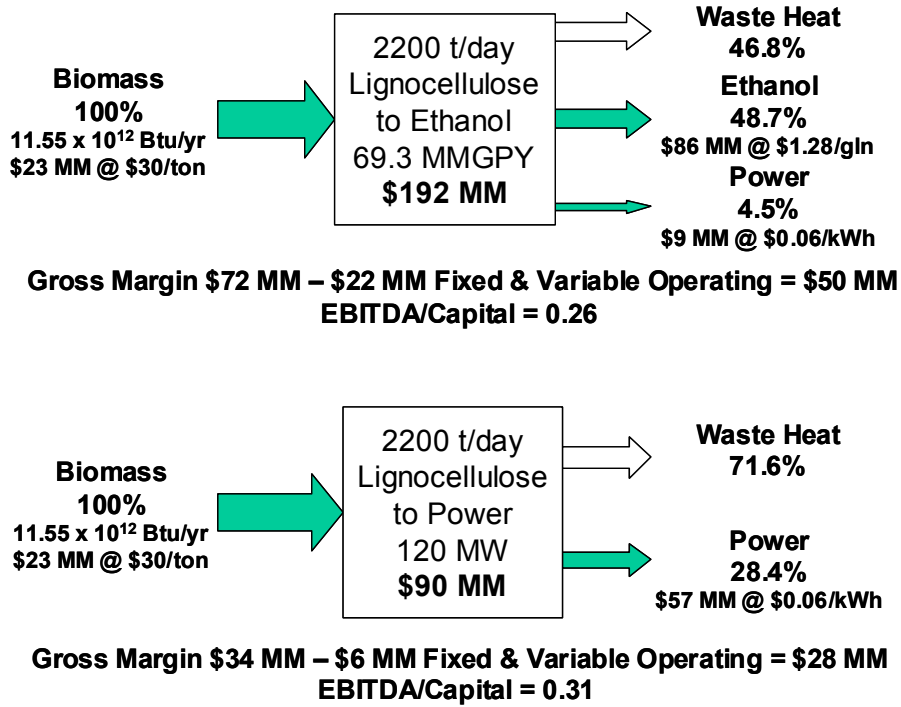 Biomass
100%
11.55 x 10¹² Btu/yr
$23 MM @ $30/ton
2200 t/day
Lignocellulose
to Ethanol
69.3 MMGPY
$192 MM
Waste Heat
46.8%
Ethanol
48.7%
$86 MM @ $1.28/gln
Power
4.5%
$9 MM @ $0.06/kWh
Gross Margin $72 MM – $22 MM Fixed & Variable Operating = $50 MM
EBITDA/Capital = 0.26
Biomass
100%
11.55 x 10¹² Btu/yr
$23 MM @ $30/ton
2200 t/day
Lignocellulose
to Power
120 MW
$90 MM
Waste Heat
71.6%
Power
28.4%
$57 MM @ $0.06/kWh
Gross Margin $34 MM – $6 MM Fixed & Variable Operating = $28 MM
EBITDA/Capital = 0.31